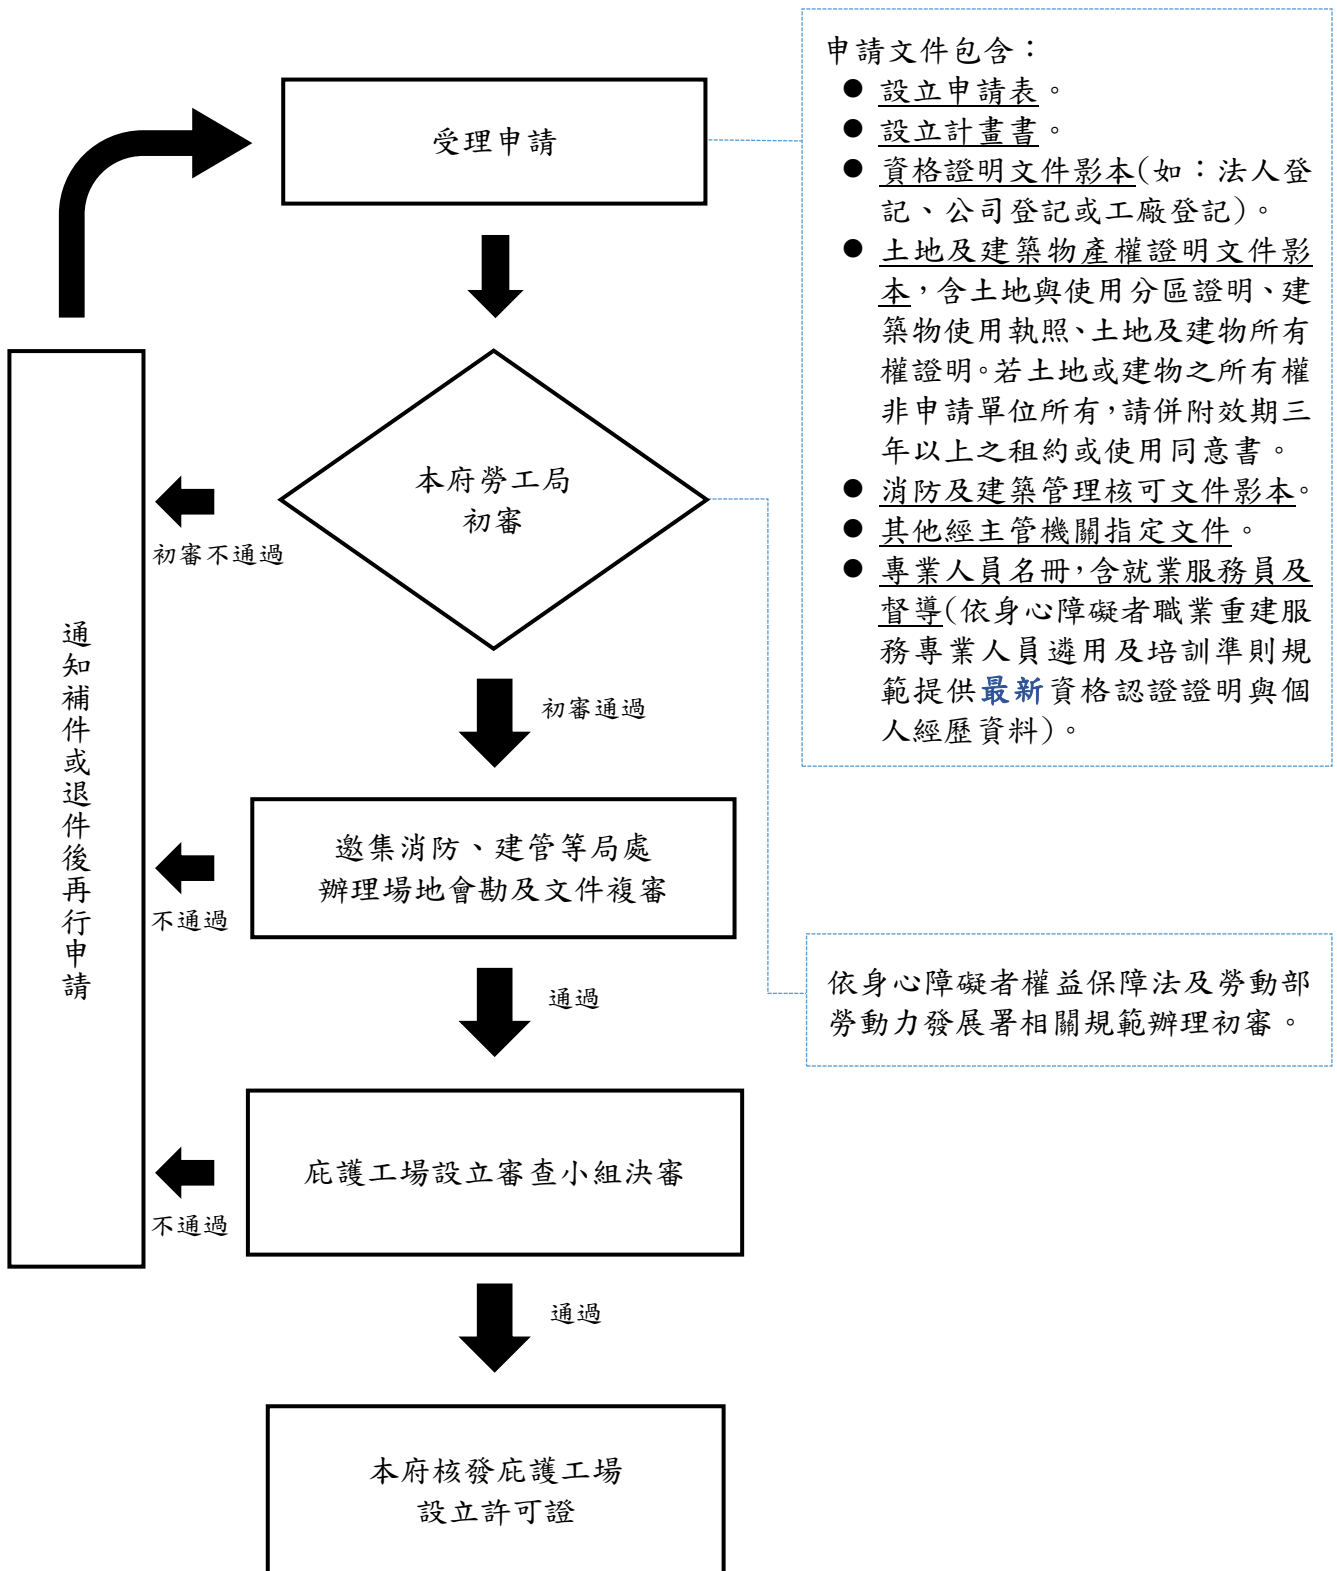 受理申請
申請文件包含：
● 設立申請表。
● 設立計畫書。
● 資格證明文件影本(如：法人登
記、公司登記或工廠登記)。
● 土地及建築物產權證明文件影
本，含土地與使用分區證明、建
築物使用執照、土地及建物所有
權證明。若土地或建物之所有權
非申請單位所有，請併附效期三
年以上之租約或使用同意書。
● 消防及建築管理核可文件影本。
● 其他經主管機關指定文件。
● 專業人員名冊，含就業服務員及
督導(依身心障礙者職業重建服
務專業人員遴用及培訓準則規
範提供最新資格認證證明與個
人經歷資料)。
本府勞工局
初審
初審不通過
初審通過
通知補件或退件後再行申請
邀集消防、建管等局處
辦理場地會勘及文件複審
不通過
通過
依身心障礙者權益保障法及勞動部
勞動力發展署相關規範辦理初審。
庇護工場設立審查小組決審
不通過
通過
本府核發庇護工場
設立許可證